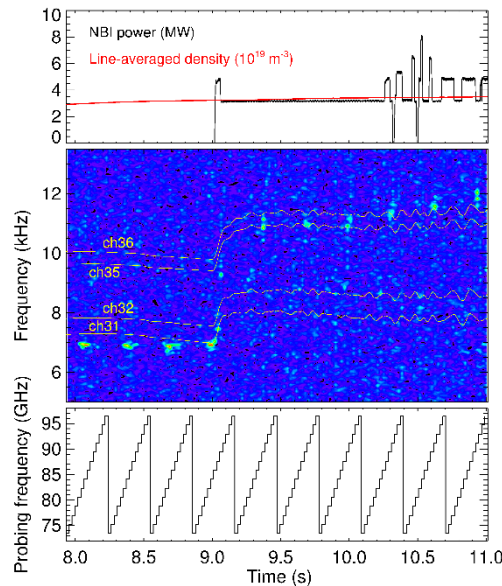 NBI power (MW)
Line-averaged density (10¹⁹ m⁻³)
8
6
4
2
0
Frequency (kHz)
12
10
8
6
ch36
ch35
ch32
ch31
Probing frequency (GHz)
95
90
85
80
75
8.0 8.5 9.0 9.5 10.0 10.5 11.0
Time (s)